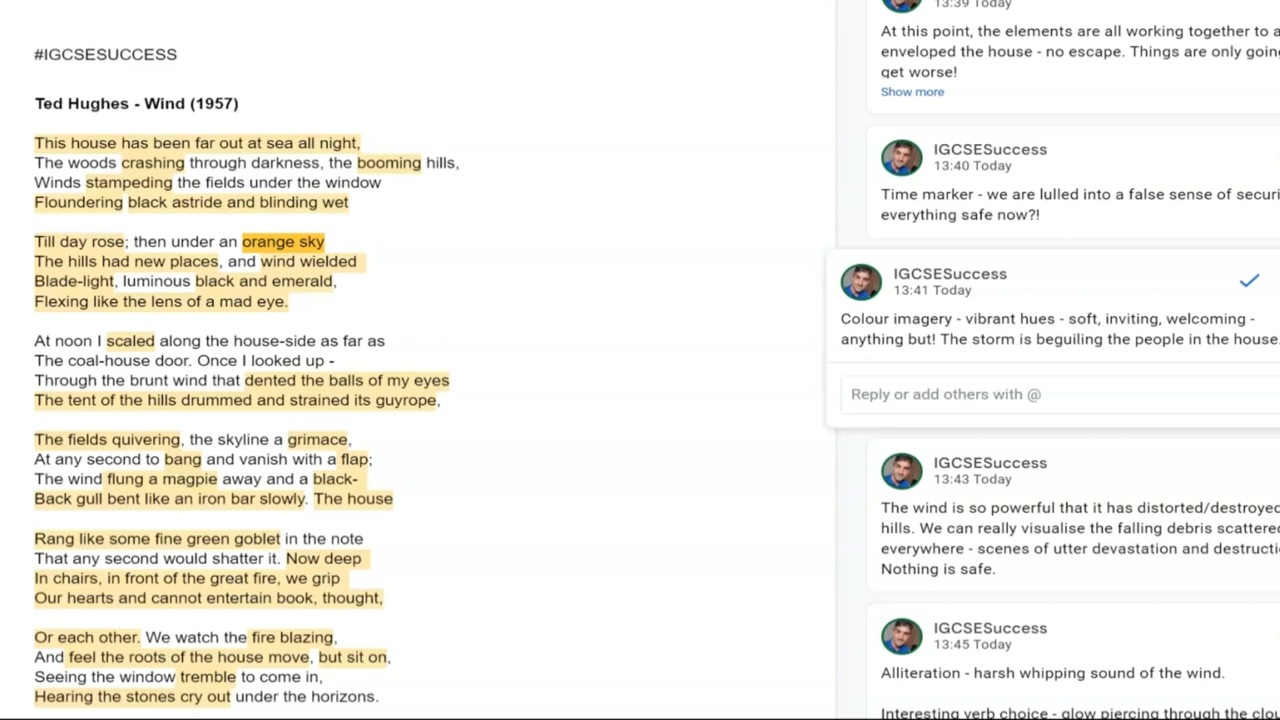 #IGCSESUCCESS
Ted Hughes - Wind (1957)
This house has been far out at sea all night,
The woods crashing through darkness, the booming hills,
Winds stampeding the fields under the window
Floundering black astride and blinding wet
Till day rose; then under an orange sky
The hills had new places, and wind wielded
Blade-light, luminous black and emerald,
Flexing like the lens of a mad eye.
At noon I scaled along the house-side as far as
The coal-house door. Once I looked up -
Through the brunt wind that dented the balls of my eyes
The tent of the hills drummed and strained its guyrope,
The fields quivering, the skyline a grimace,
At any second to bang and vanish with a flap;
The wind flung a magpie away and a black-
Back gull bent like an iron bar slowly. The house
Rang like some fine green goblet in the note
That any second would shatter it. Now deep
In chairs, in front of the great fire, we grip
Our hearts and cannot entertain book, thought,
Or each other. We watch the fire blazing,
And feel the roots of the house move, but sit on,
Seeing the window tremble to come in,
Hearing the stones cry out under the horizons.
13:39 Today
At this point, the elements are all working together to
enveloped the house - no escape. Things are only
get worse!
Show more
IGCSESuccess
13:40 Today
Time marker - we are lulled into a false sense of
everything safe now?!
IGCSESuccess
13:41 Today
Colour imagery - vibrant hues - soft, inviting, welcoming -
anything but! The storm is beguiling the people in the house.
Reply or add others with @
IGCSESuccess
13:43 Today
The wind is so powerful that it has distorted/destroyed
hills. We can really visualise the falling debris
everywhere - scenes of utter devastation and
Nothing is safe.
IGCSESuccess
13:45 Today
Alliteration - harsh whipping sound of the wind.
Interesting verb choice - glow piercing through the